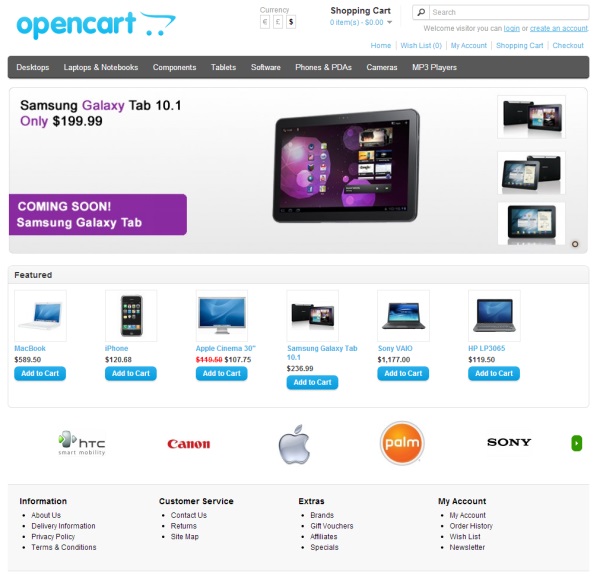 opencart
Currency
€ £ $
Shopping Cart
0 item(s) - $0.00
Search
Welcome visitor you can login or create an account.
Home Wish List (0) My Account Shopping Cart Checkout
Desktops Laptops & Notebooks Components Tablets Software Phones & PDAs Cameras MP3 Players
Samsung Galaxy Tab 10.1
Only $199.99
COMING SOON!
Samsung Galaxy Tab
Featured
MacBook
$589.50
Add to Cart
iPhone
$120.68
Add to Cart
Apple Cinema 30"
$119.50 $107.75
Add to Cart
Samsung Galaxy Tab
10.1
$236.99
Add to Cart
Sony VAIO
$1,177.00
Add to Cart
HP LP3065
$119.50
Add to Cart
hTC
smart mobility
Canon
palm
SONY
Information
About Us
Delivery Information
Privacy Policy
Terms & Conditions
Customer Service
Contact Us
Returns
Site Map
Extras
Brands
Gift Vouchers
Affiliates
Specials
My Account
My Account
Order History
Wish List
Newsletter